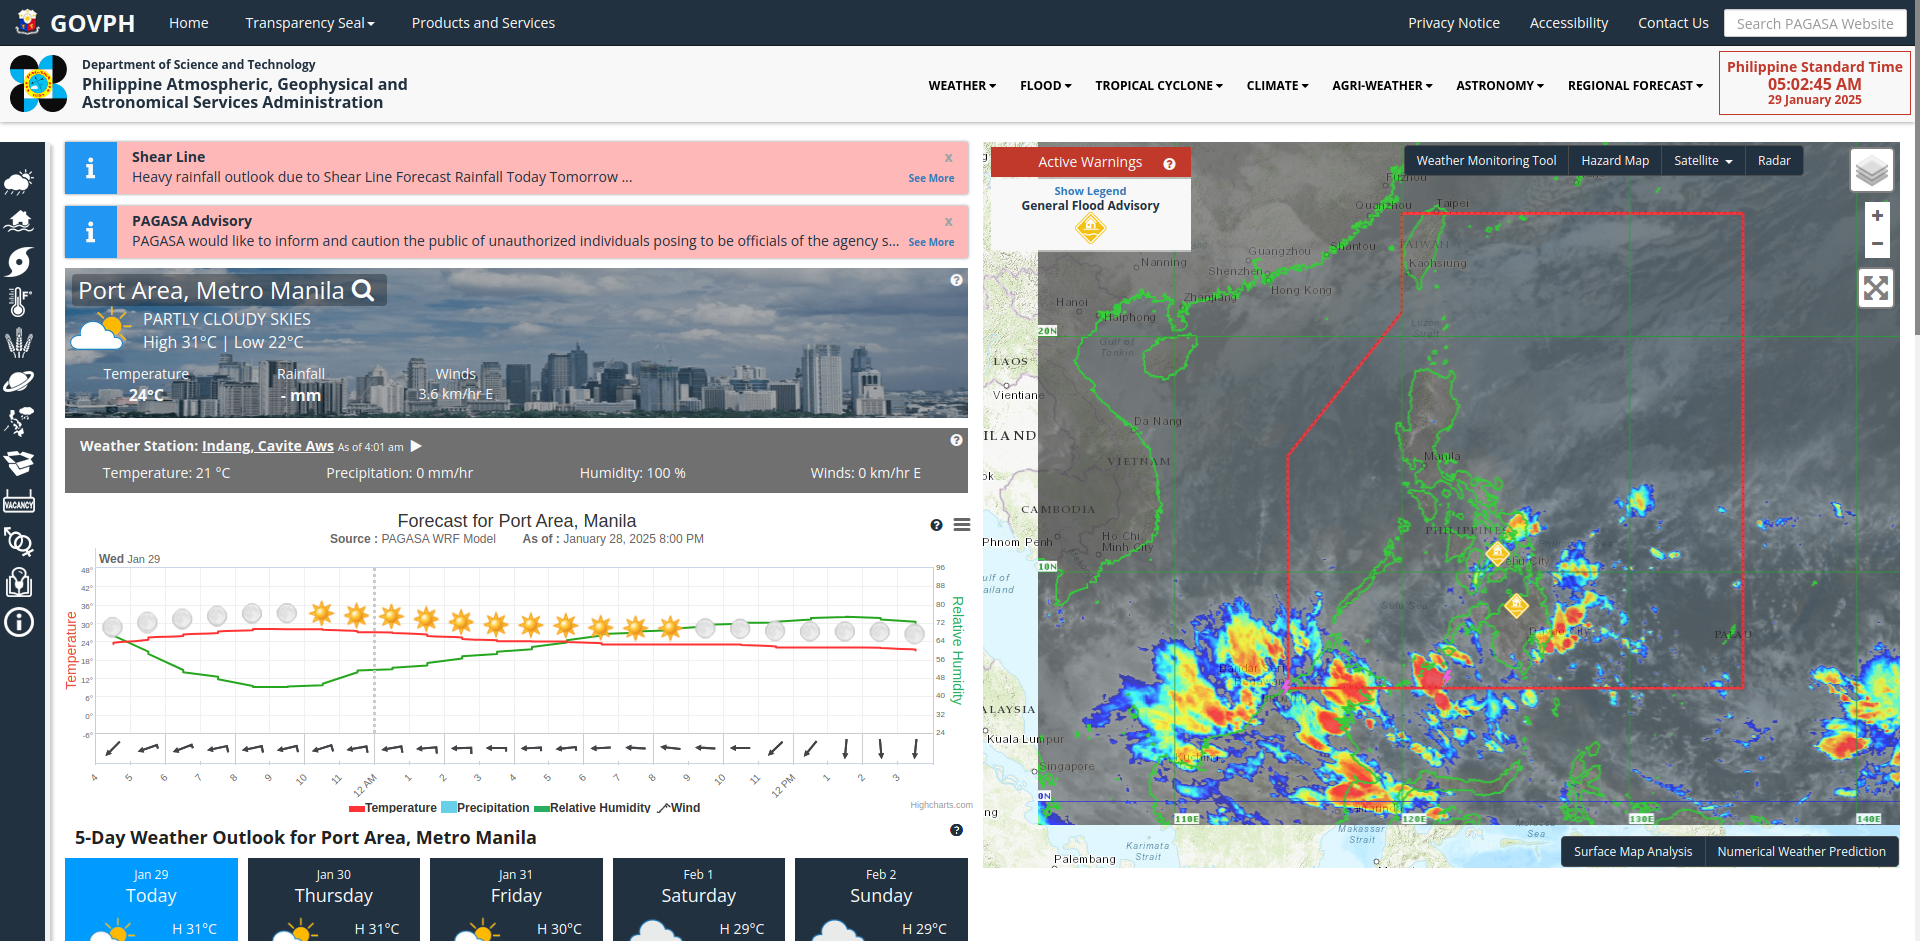 GOVPH
Home
Transparency Seal
Products and Services
Privacy Notice
Accessibility
Contact Us
Search PAGASA Website
Department of Science and Technology
Philippine Atmospheric, Geophysical and
Astronomical Services Administration
WEATHER
FLOOD
TROPICAL CYCLONE
CLIMATE
AGRI-WEATHER
ASTRONOMY
REGIONAL FORECAST
Philippine Standard Time
05:02:45 AM
29 January 2025
Shear Line
x
Heavy rainfall outlook due to Shear Line Forecast Rainfall Today Tomorrow ...
See More
PAGASA Advisory
x
PAGASA would like to inform and caution the public of unauthorized individuals posing to be officials of the agency s...
See More
Port Area, Metro Manila
PARTLY CLOUDY SKIES
High 31°C | Low 22°C
Temperature
24°C
Rainfall
- mm
Winds
3.6 km/hr E
Weather Station: Indang, Cavite Aws As of 4:01 am
Temperature: 21 °C
Precipitation: 0 mm/hr
Humidity: 100 %
Winds: 0 km/hr E
VACANCY
Forecast for Port Area, Manila
Source : PAGASA WRF Model As of : January 28, 2025 8:00 PM
Wed Jan 29
Temperature
48°
42°
36°
30°
24°
18°
12°
6°
0°
-6°
96
88
80
72
64
56
48
40
32
24
Relative Humidity
4 5 6 7 8 9 10 11 12 AM 1 2 3 4 5 6 7 8 9 10 11 12 PM 1 2 3
Temperature Precipitation Relative Humidity Wind
Highcharts.com
5-Day Weather Outlook for Port Area, Metro Manila
Jan 29
Today
H 31°C
Jan 30
Thursday
H 31°C
Jan 31
Friday
H 30°C
Feb 1
Saturday
H 29°C
Feb 2
Sunday
H 29°C
Active Warnings
Show Legend
General Flood Advisory
Weather Monitoring Tool
Hazard Map
Satellite
Radar
+
−
Fuzhou
Quanzhou
Taipei
Shantou
TAIWAN
Guangzhou
Kaohsiung
Nanning
Shenzhen
Hong Kong
Zhanjiang
Hanoi
Haiphong
Luzon
Strait
20N
Gulf of
Tonkin
LAOS
Vientiane
Da Nang
ILAND
Manila
VIETNAM
ok
CAMBODIA
PHILIPPINES
Phnom Penh
Ho Chi
Minh City
ebu City
10N
ulf of
ailand
Sulu Sea
PALAU
Bandar Seri
ALAYSIA
Kuala Lumpur
Kuching
Singapore
0N
ng
110E
120E
130E
140E
Makassar
Strait
Sea
Karimata
Strait
Palembang
Surface Map Analysis
Numerical Weather Prediction